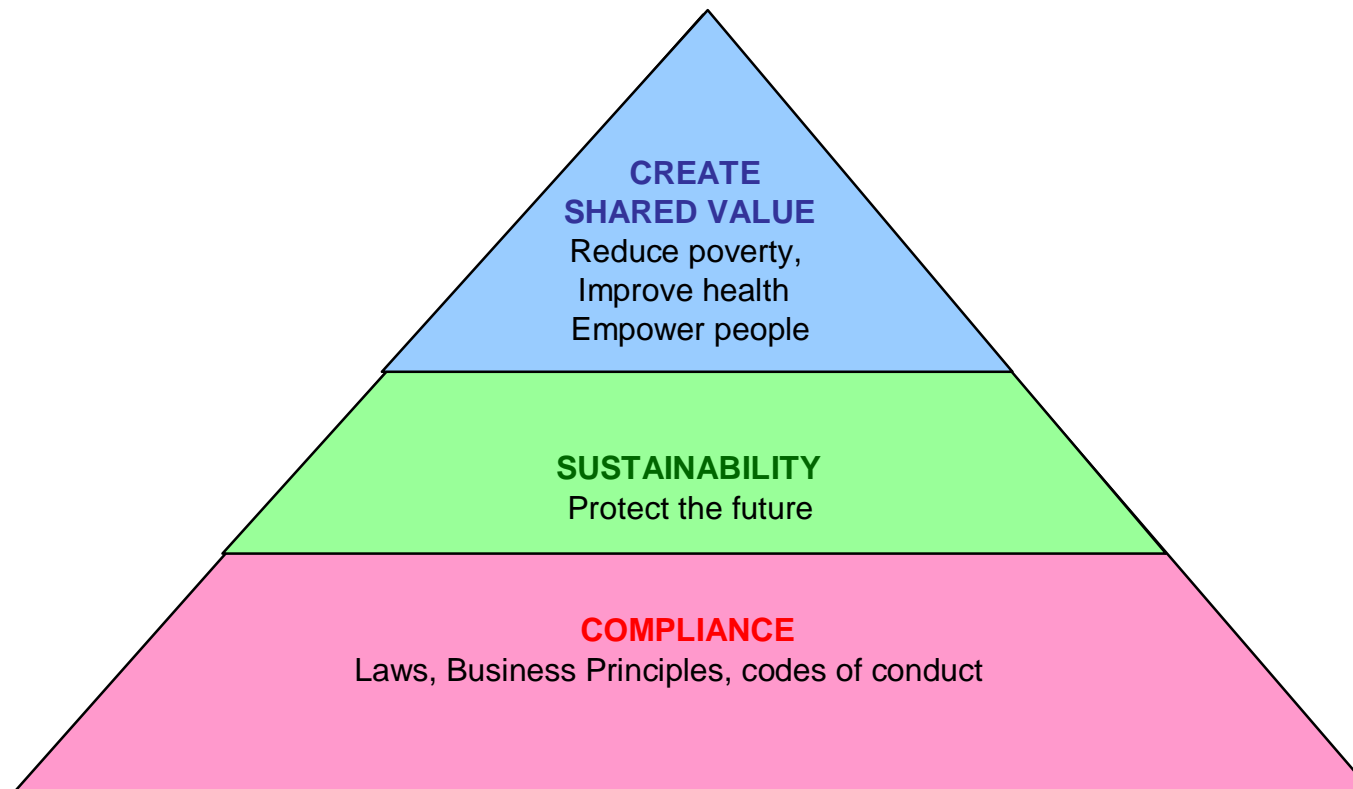 CREATE
SHARED VALUE
Reduce poverty,
Improve health
Empower people
SUSTAINABILITY
Protect the future
COMPLIANCE
Laws, Business Principles, codes of conduct